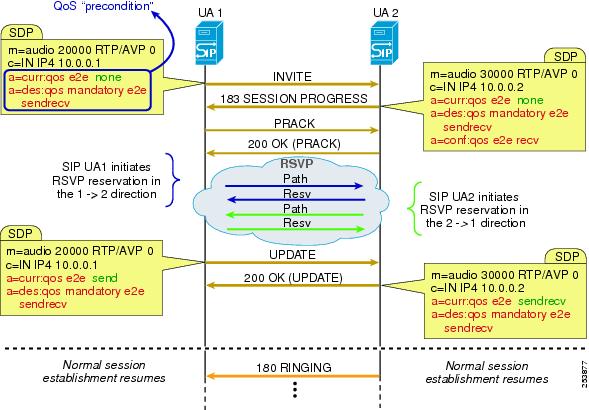 QoS "precondition"
UA 1
UA 2
SIP
SIP
SDP
m=audio 20000 RTP/AVP 0
c=IN IP4 10.0.0.1
a=curr:qos e2e none
a=des:qos mandatory e2e
sendrecv
SDP
m=audio 30000 RTP/AVP 0
c=IN IP4 10.0.0.2
a=curr:qos e2e none
a=des:qos mandatory e2e
sendrecv
a=conf:qos e2e recv
INVITE
183 SESSION PROGRESS
PRACK
200 OK (PRACK)
RSVP
Path
Resv
Path
Resv
SIP UA1 initiates
RSVP reservation in
the 1 -> 2 direction
SIP UA2 initiates
RSVP reservation in
the 2 ->1 direction
SDP
m=audio 20000 RTP/AVP 0
c=IN IP4 10.0.0.1
a=curr:qos e2e send
a=des:qos mandatory e2e
sendrecv
UPDATE
200 OK (UPDATE)
SDP
m=audio 30000 RTP/AVP 0
c=IN IP4 10.0.0.2
a=curr:qos e2e sendrecv
a=des:qos mandatory e2e
sendrecv
Normal session
establishment resumes
180 RINGING
Normal session
establishment resumes
253877